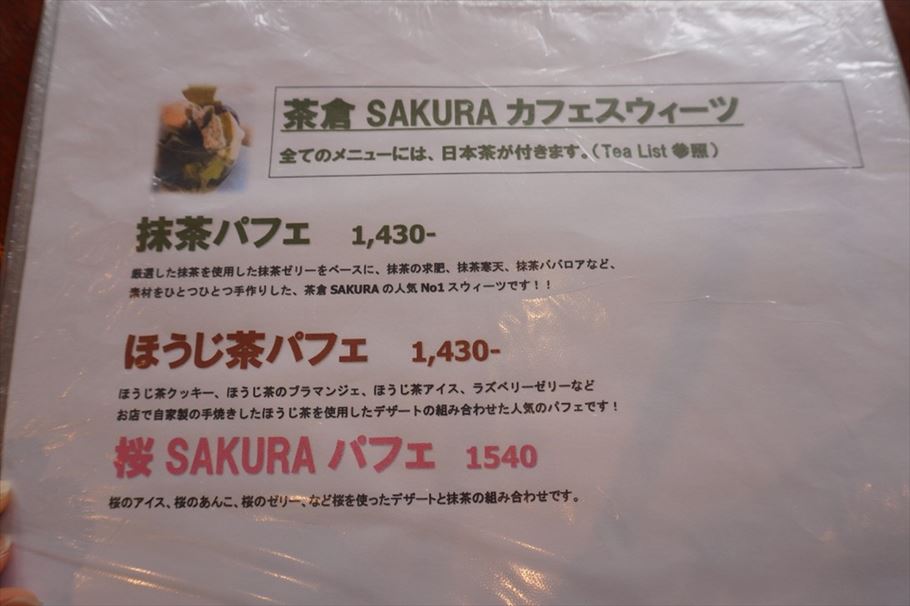 茶倉 SAKURA カフェスウィーツ
全てのメニューには、日本茶が付きます。(Tea List 参照)
抹茶パフェ 1,430-
厳選した抹茶を使用した抹茶ゼリーをベースに、抹茶の求肥、抹茶寒天、抹茶ババロアなど、
素材をひとつひとつ手作りした、茶倉 SAKURA の人気 No1 スウィーツです！！
ほうじ茶パフェ 1,430-
ほうじ茶クッキー、ほうじ茶のブラマンジェ、ほうじ茶アイス、ラズベリーゼリーなど
お店で自家製の手焼きしたほうじ茶を使用したデザートの組み合わせた人気のパフェです！
桜 SAKURA パフェ 1540
桜のアイス、桜のあんこ、桜のゼリー、など桜を使ったデザートと抹茶の組み合わせです。